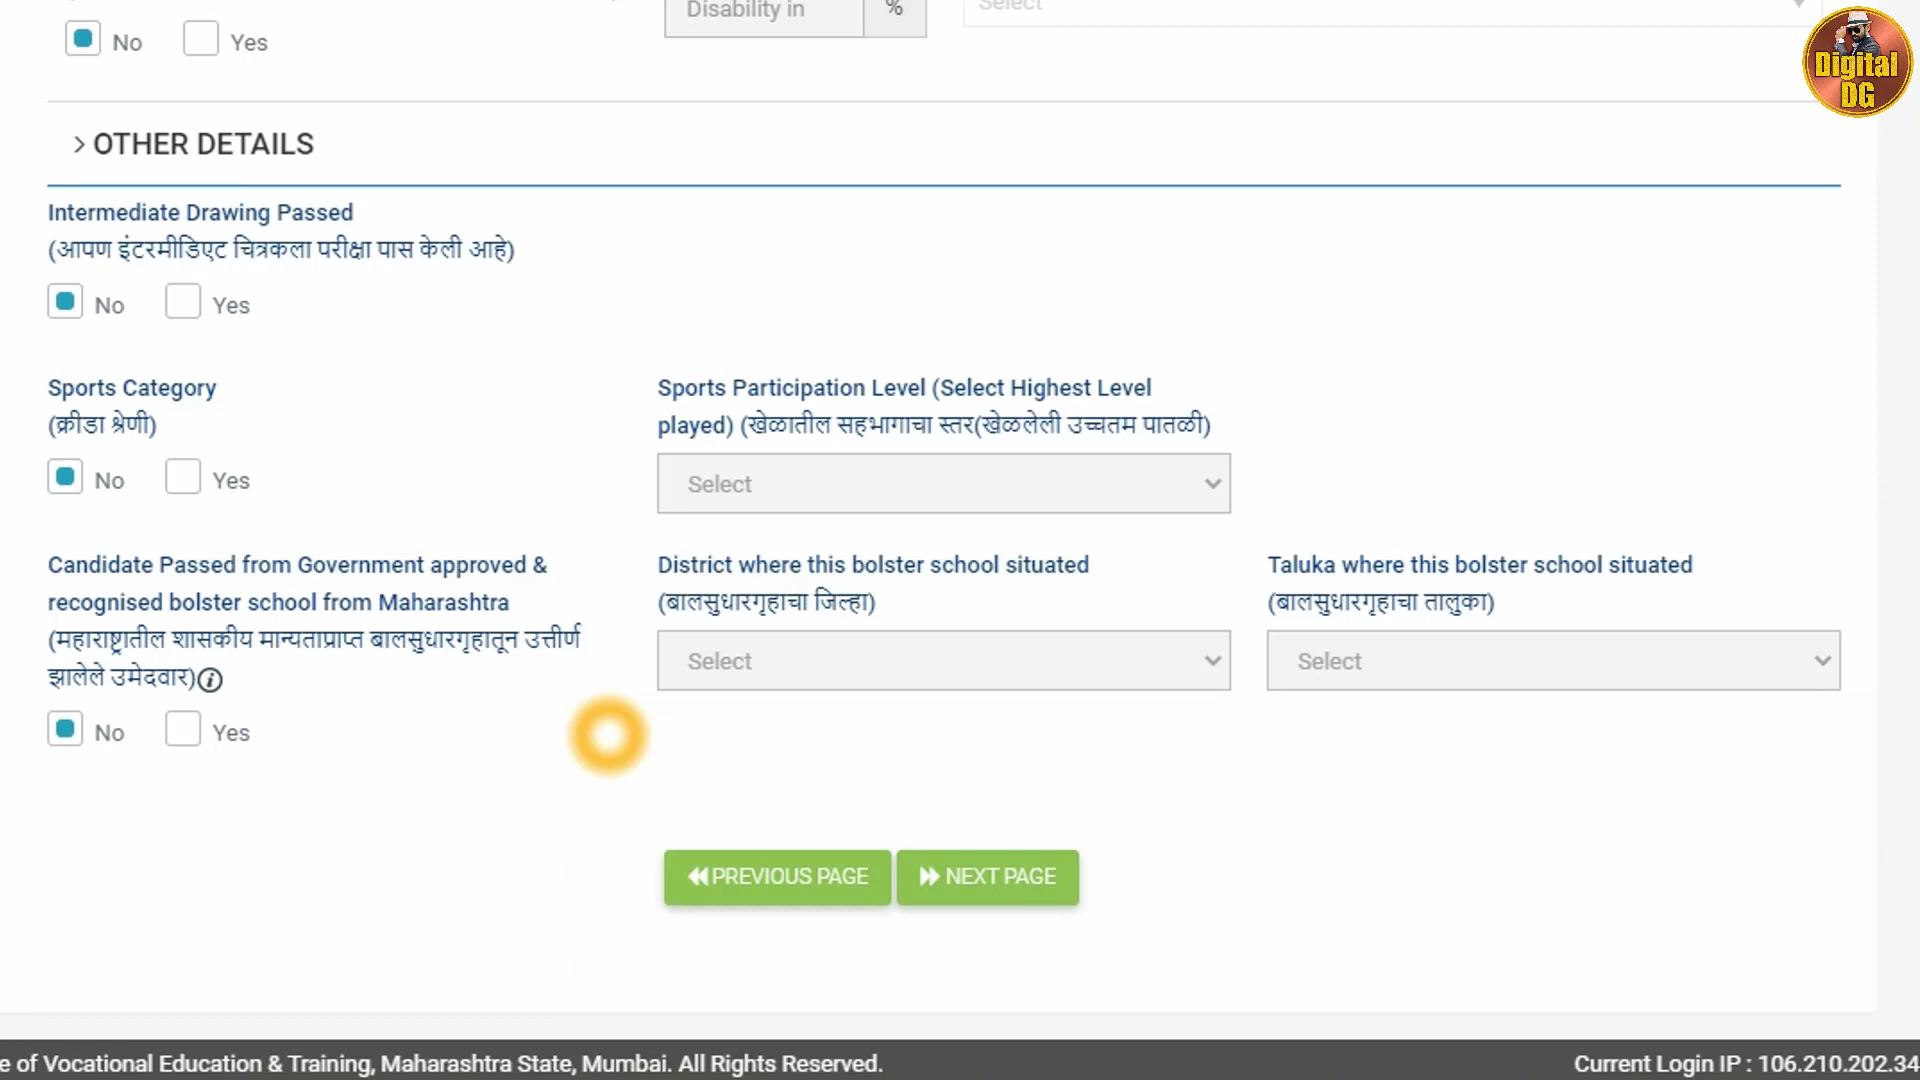 Disability in
%
Select
No
Yes
Digital
DG
> OTHER DETAILS
Intermediate Drawing Passed
(आपण इंटरमीडिएट चित्रकला परीक्षा पास केली आहे)
No
Yes
Sports Category
(क्रीडा श्रेणी)
No
Yes
Sports Participation Level (Select Highest Level
played) (खेळातील सहभागाचा स्तर(खेळलेली उच्चतम पातळी)
Select
Candidate Passed from Government approved &
recognised bolster school from Maharashtra
(महाराष्ट्रातील शासकीय मान्यताप्राप्त बालसुधारगृहातून उत्तीर्ण
झालेले उमेदवार)
No
Yes
District where this bolster school situated
(बालसुधारगृहाचा जिल्हा)
Select
Taluka where this bolster school situated
(बालसुधारगृहाचा तालुका)
Select
PREVIOUS PAGE
NEXT PAGE
e of Vocational Education & Training, Maharashtra State, Mumbai. All Rights Reserved.
Current Login IP : 106.210.202.34